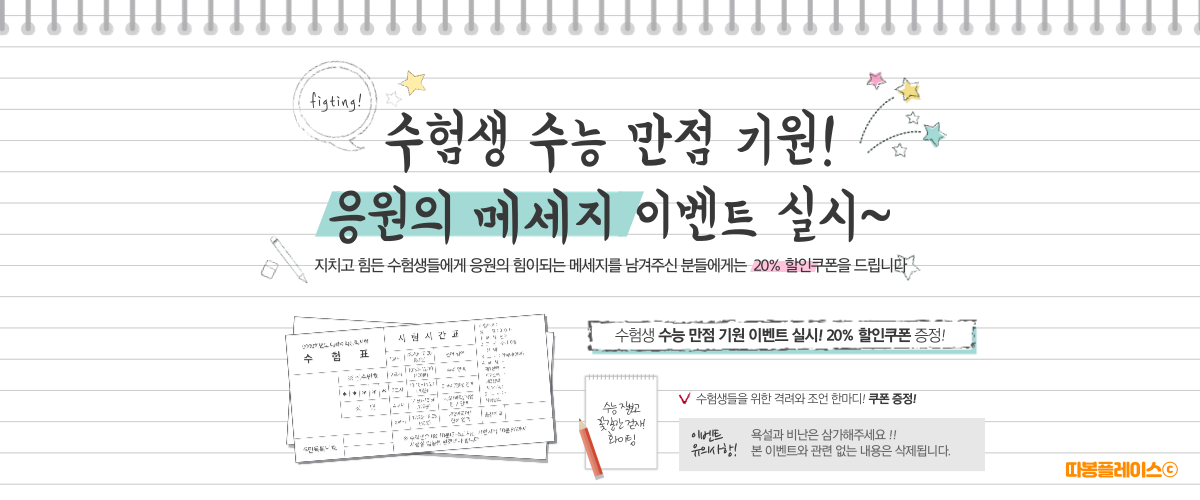 figting!
수험생 수능 만점 기원!
응원의 메세지 이벤트 실시~
지치고 힘든 수험생들에게 응원의 힘이되는 메세지를 남겨주신 분들에게는 20% 할인쿠폰을 드립니다
수험생 수능 만점 기원 이벤트 실시! 20% 할인쿠폰 증정!
시 험 시 간 표
수 험 표
수능 잘보고
꽃길만 걷재
화이팅
수험생들을 위한 격려와 조언 한마디! 쿠폰 증정!
이벤트
유의사항!
욕설과 비난은 삼가해주세요 !!
본 이벤트와 관련 없는 내용은 삭제됩니다.
따봉플레이스ⓒ